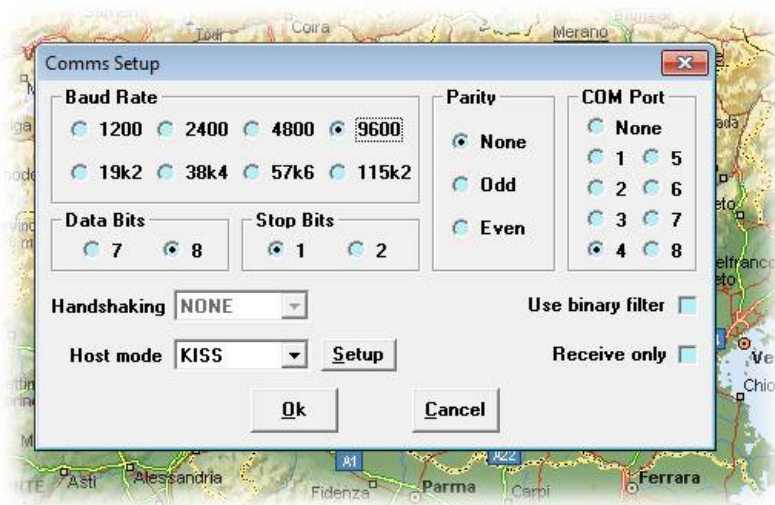 Tödi
Coira
Merano
Comms Setup
Baud Rate
1200 2400 4800 9600
19k2 38k4 57k6 115k2
Parity
None
Odd
Even
COM Port
None
1 5
2 6
3 7
4 8
Data Bits
7 8
Stop Bits
1 2
Handshaking NONE
Use binary filter
Host mode KISS Setup
Receive only
Ok Cancel
A1
A22
Asti
Alessandria
Fidenza
Parma
Carpi
Ferrara